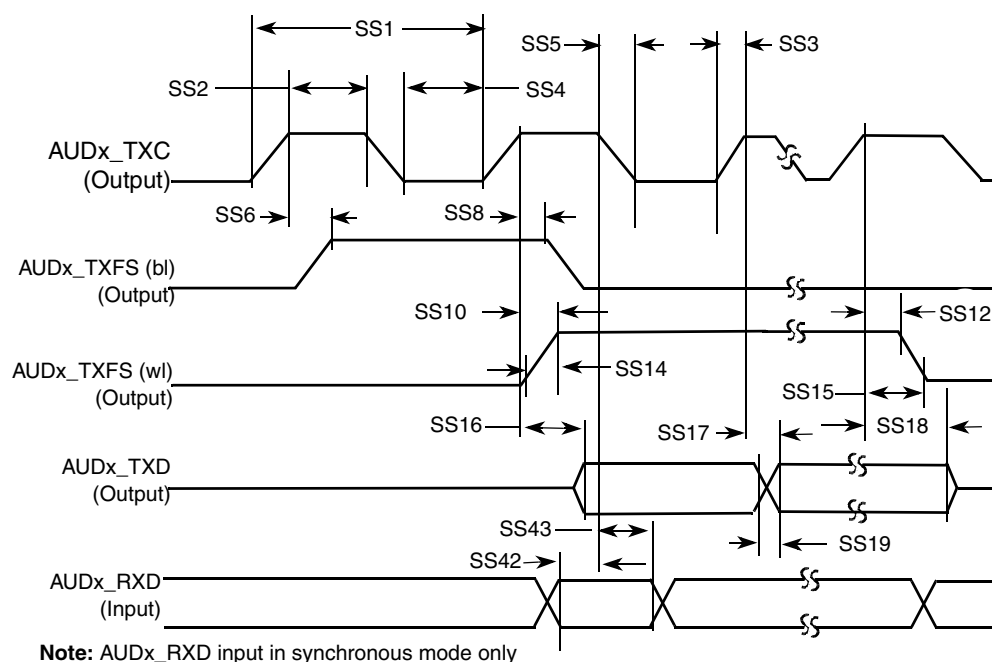 SS1
SS5
SS3
SS2
SS4
AUDx_TXC
(Output)
SS6
SS8
AUDx_TXFS (bl)
(Output)
SS10
SS12
AUDx_TXFS (wl)
(Output)
SS14
SS15
SS16
SS17
SS18
AUDx_TXD
(Output)
SS43
SS42
SS19
AUDx_RXD
(Input)
Note: AUDx_RXD input in synchronous mode only